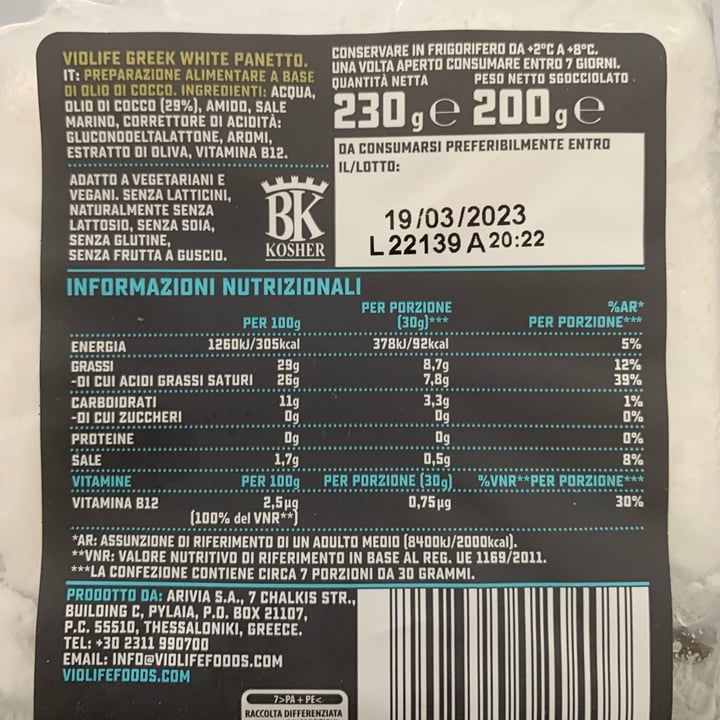 VIOLIFE GREEK WHITE PANETTO.
IT: PREPARAZIONE ALIMENTARE A BASE
DI OLIO DI COCCO. INGREDIENTI: ACQUA,
OLIO DI COCCO (29%), AMIDO, SALE
MARINO, CORRETTORE DI ACIDITÀ:
GLUCONODELTALATTONE, AROMI,
ESTRATTO DI OLIVA, VITAMINA B12.
ADATTO A VEGETARIANI E
VEGANI. SENZA LATTICINI,
NATURALMENTE SENZA
LATTOSIO, SENZA SOIA,
SENZA GLUTINE,
SENZA FRUTTA A GUSCIO.
BK
KOSHER
CONSERVARE IN FRIGORIFERO DA +2°C A +8°C.
UNA VOLTA APERTO CONSUMARE ENTRO 7 GIORNI.
QUANTITÀ NETTA PESO NETTO SGOCCIOLATO
230 g e 200 g e
DA CONSUMARSI PREFERIBILMENTE ENTRO
IL/LOTTO:
19/03/2023
L 22139 A 20:22
INFORMAZIONI NUTRIZIONALI
PER 100g PER PORZIONE (30g)*** %AR* PER PORZIONE***
ENERGIA 1260kJ/305kcal 378kJ/92kcal 5%
GRASSI 29g 8,7g 12%
-DI CUI ACIDI GRASSI SATURI 26g 7,8g 39%
CARBOIDRATI 11g 3,3g 1%
-DI CUI ZUCCHERI 0g 0g 0%
PROTEINE 0g 0g 0%
SALE 1,7g 0,5g 8%
VITAMINE PER 100g PER PORZIONE (30g) %VNR**PER PORZIONE***
VITAMINA B12 2,5µg 0,75µg 30%
(100% del VNR**)
*AR: ASSUNZIONE DI RIFERIMENTO DI UN ADULTO MEDIO (8400kJ/2000kcal).
**VNR: VALORE NUTRITIVO DI RIFERIMENTO IN BASE AL REG. UE 1169/2011.
***LA CONFEZIONE CONTIENE CIRCA 7 PORZIONI DA 30 GRAMMI.
PRODOTTO DA: ARIVIA S.A., 7 CHALKIS STR.,
BUILDING C, PYLAIA, P.O. BOX 21107,
P.C. 55510, THESSALONIKI, GREECE.
TEL: +30 2311 990700
EMAIL: INFO@VIOLIFEFOODS.COM
VIOLIFEFOODS.COM
7>PA+PE<
RACCOLTA DIFFERENZIATA